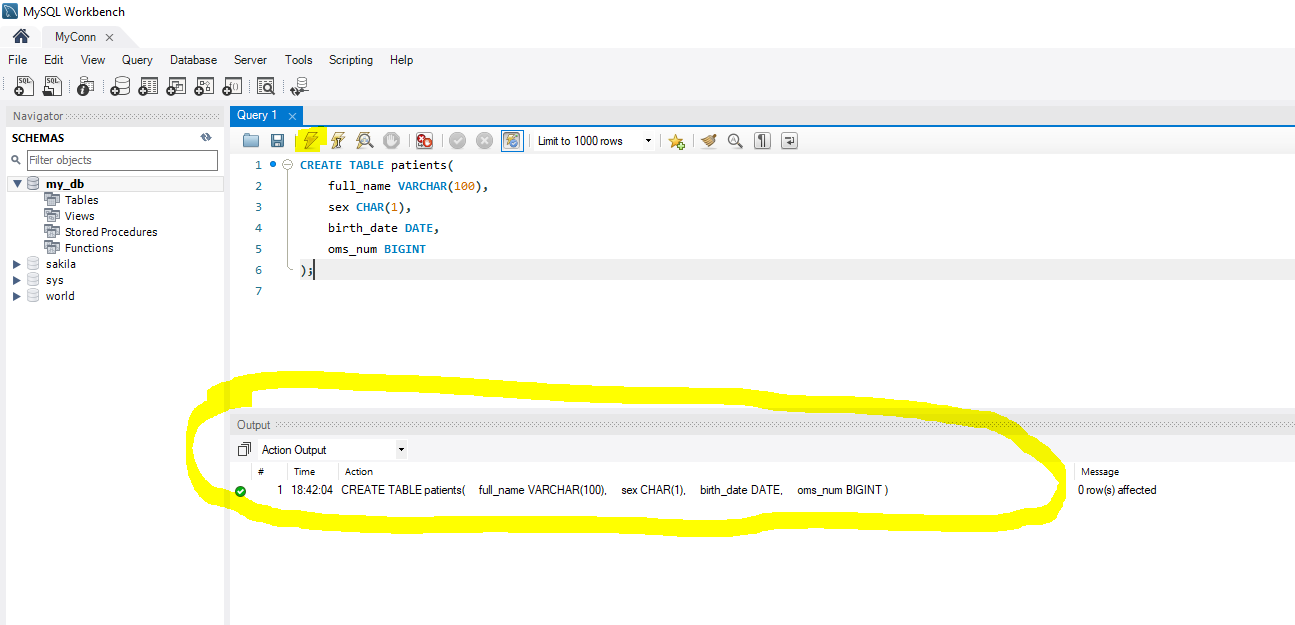 MySQL Workbench
MyConn
File Edit View Query Database Server Tools Scripting Help
Navigator
SCHEMAS
Filter objects
my_db
Tables
Views
Stored Procedures
Functions
sakila
sys
world
Query 1
Limit to 1000 rows
1 CREATE TABLE patients(
2 full_name VARCHAR(100),
3 sex CHAR(1),
4 birth_date DATE,
5 oms_num BIGINT
6 );
7
Output
Action Output
# Time Action Message
1 18:42:04 CREATE TABLE patients( full_name VARCHAR(100), sex CHAR(1), birth_date DATE, oms_num BIGINT ) 0 row(s) affected